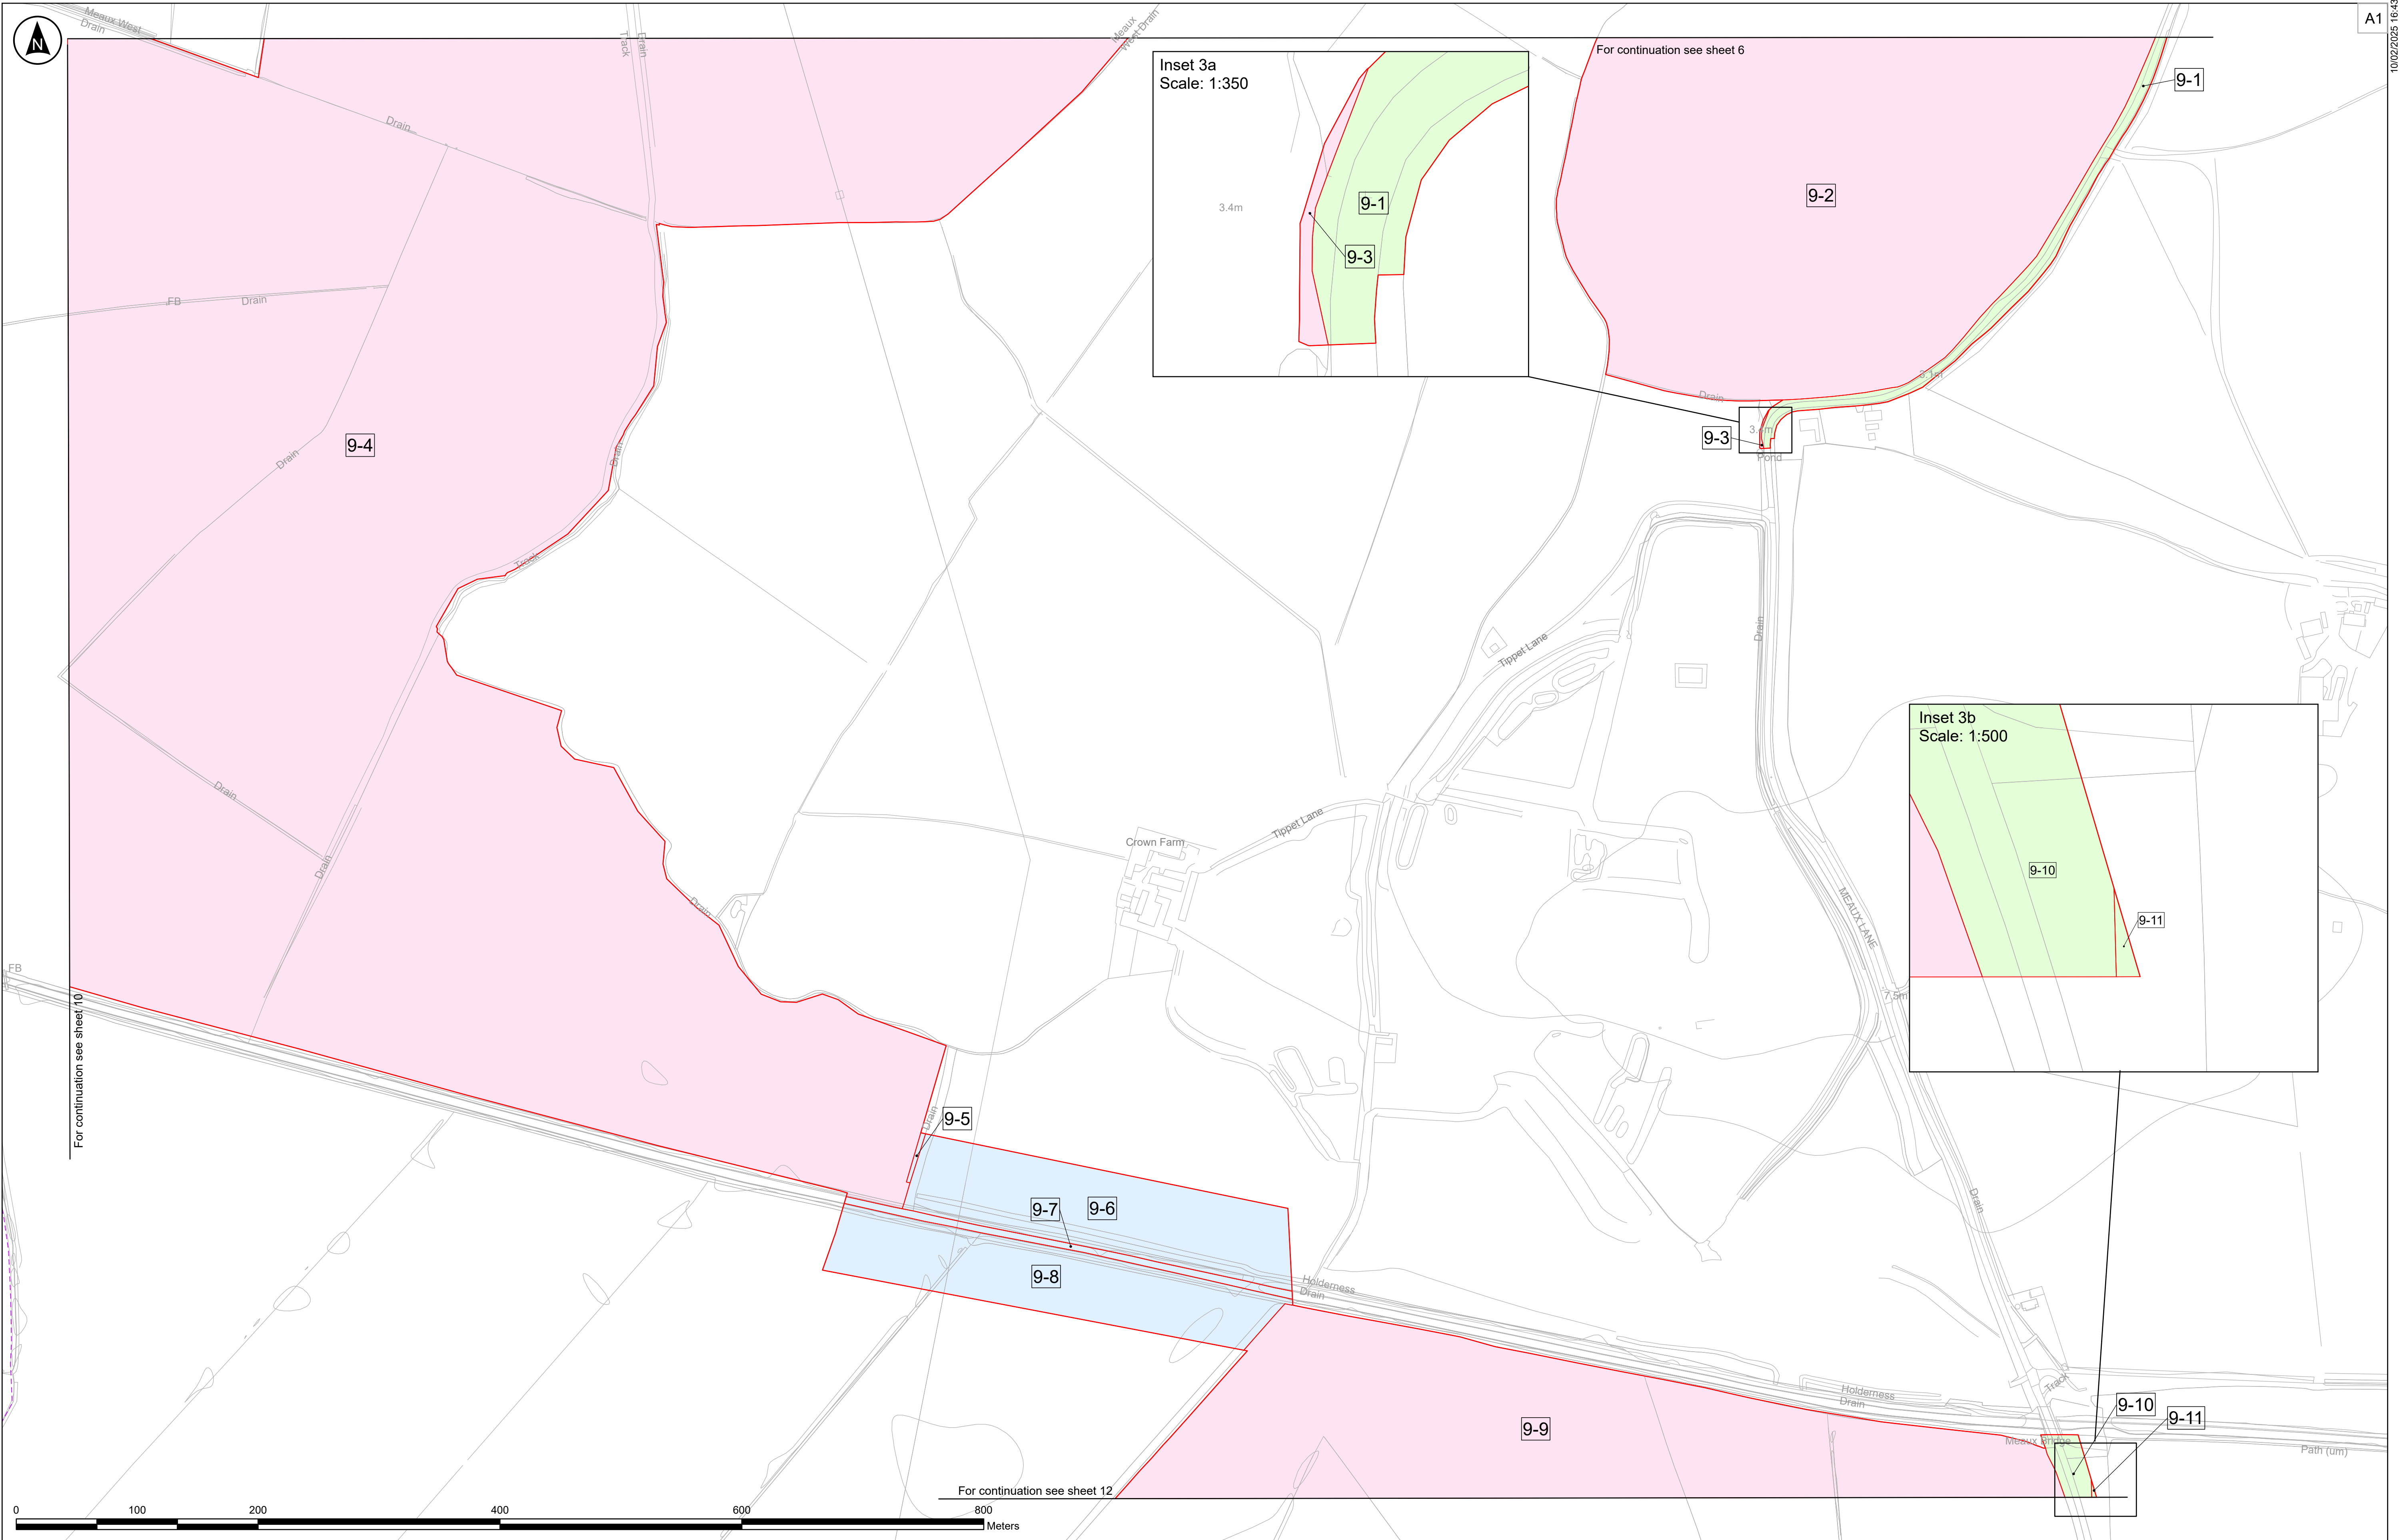 N
A1
10/02/2025 16:43
Meaux West
Drain
Track
Drain
Meaux
West Drain
For continuation see sheet 6
Inset 3a
Scale: 1:350
3.4m
9-1
9-3
9-1
9-2
Drain
FB
Drain
Drain
9-4
Drain
Drain
3.1m
9-3
Pond
Track
Drain
Tippet Lane
Drain
Drain
Inset 3b
Scale: 1:500
9-10
9-11
Tippet Lane
Crown Farm
Drain
MEAUX LANE
7.5m
FB
For continuation see sheet 10
Drain
9-5
9-7
9-6
9-8
Drain
Holderness
Drain
Track
Holderness
Drain
9-9
9-10
9-11
Meaux Bridge
Path (um)
For continuation see sheet 12
0
100
200
400
600
800
Meters